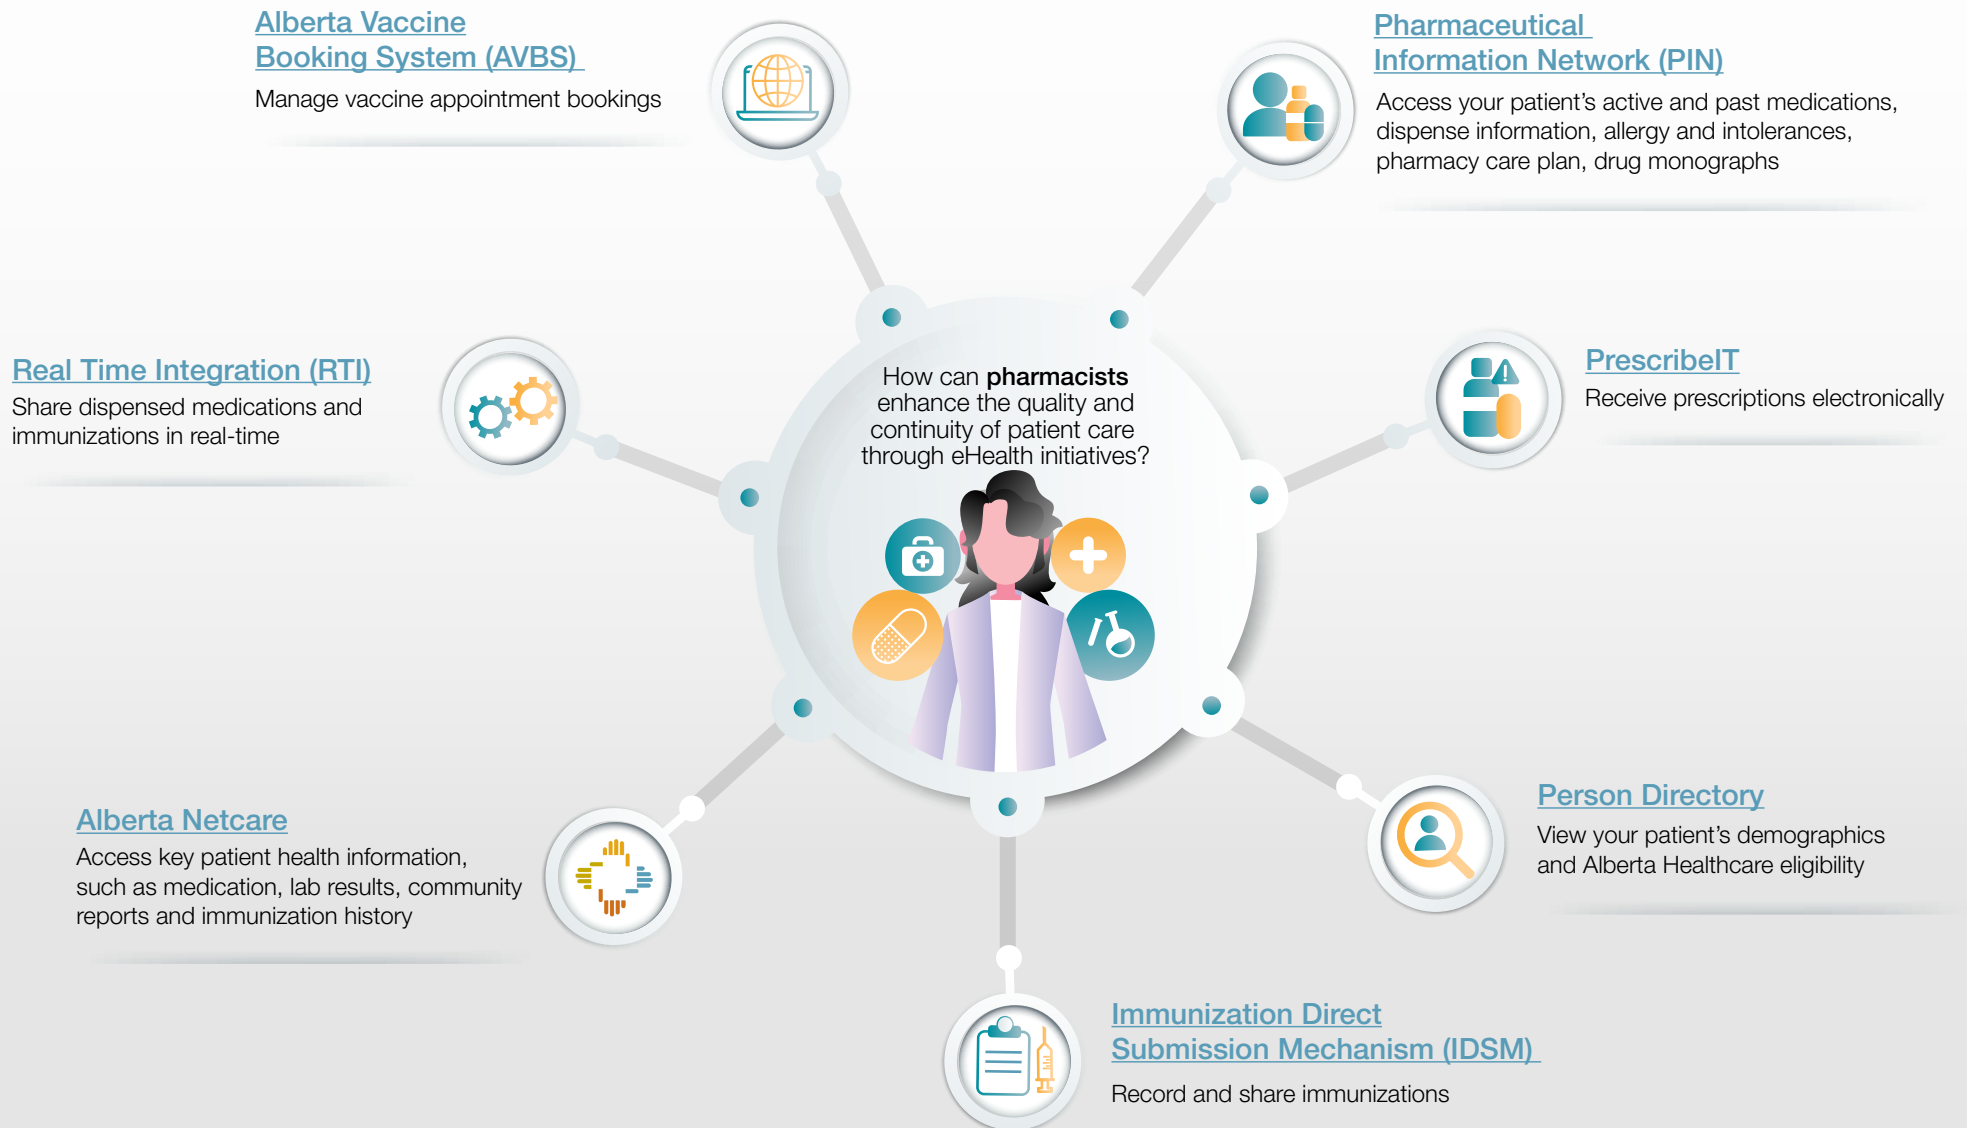 Alberta Vaccine
Booking System (AVBS)
Manage vaccine appointment bookings
Pharmaceutical
Information Network (PIN)
Access your patient's active and past medications,
dispense information, allergy and intolerances,
pharmacy care plan, drug monographs
Real Time Integration (RTI)
Share dispensed medications and
immunizations in real-time
How can pharmacists
enhance the quality and
continuity of patient care
through eHealth initiatives?
PrescribeIT
Receive prescriptions electronically
Alberta Netcare
Access key patient health information,
such as medication, lab results, community
reports and immunization history
Person Directory
View your patient's demographics
and Alberta Healthcare eligibility
Immunization Direct
Submission Mechanism (IDSM)
Record and share immunizations